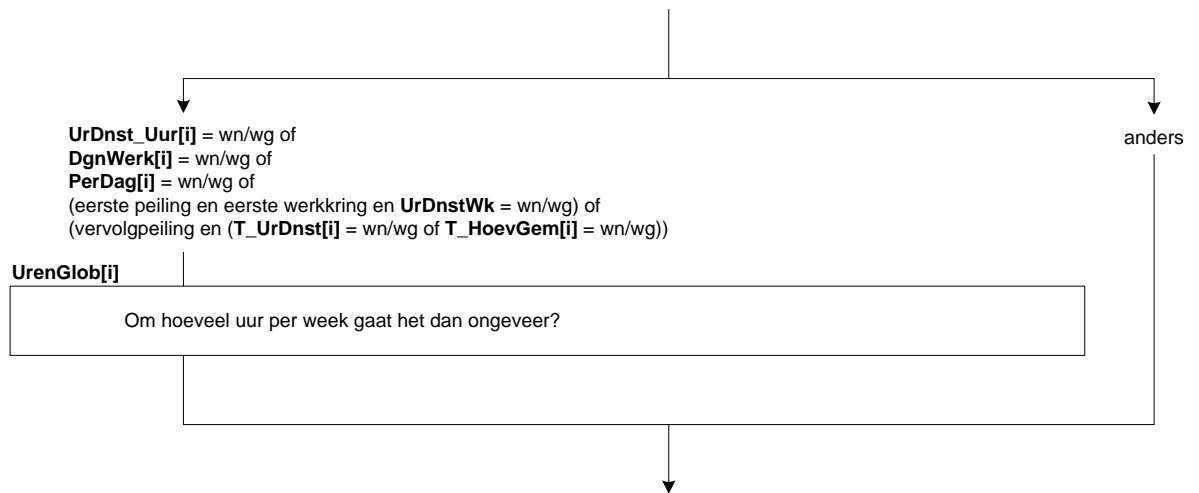 UrDnst_Uur[i] = wn/wg of
DgnWerk[i] = wn/wg of
PerDag[i] = wn/wg of
(eerste peiling en eerste werkkring en UrDnstWk = wn/wg) of
(vervolgpeiling en (T_UrDnst[i] = wn/wg of T_HoevGem[i] = wn/wg))
anders
UrenGlob[i]
Om hoeveel uur per week gaat het dan ongeveer?